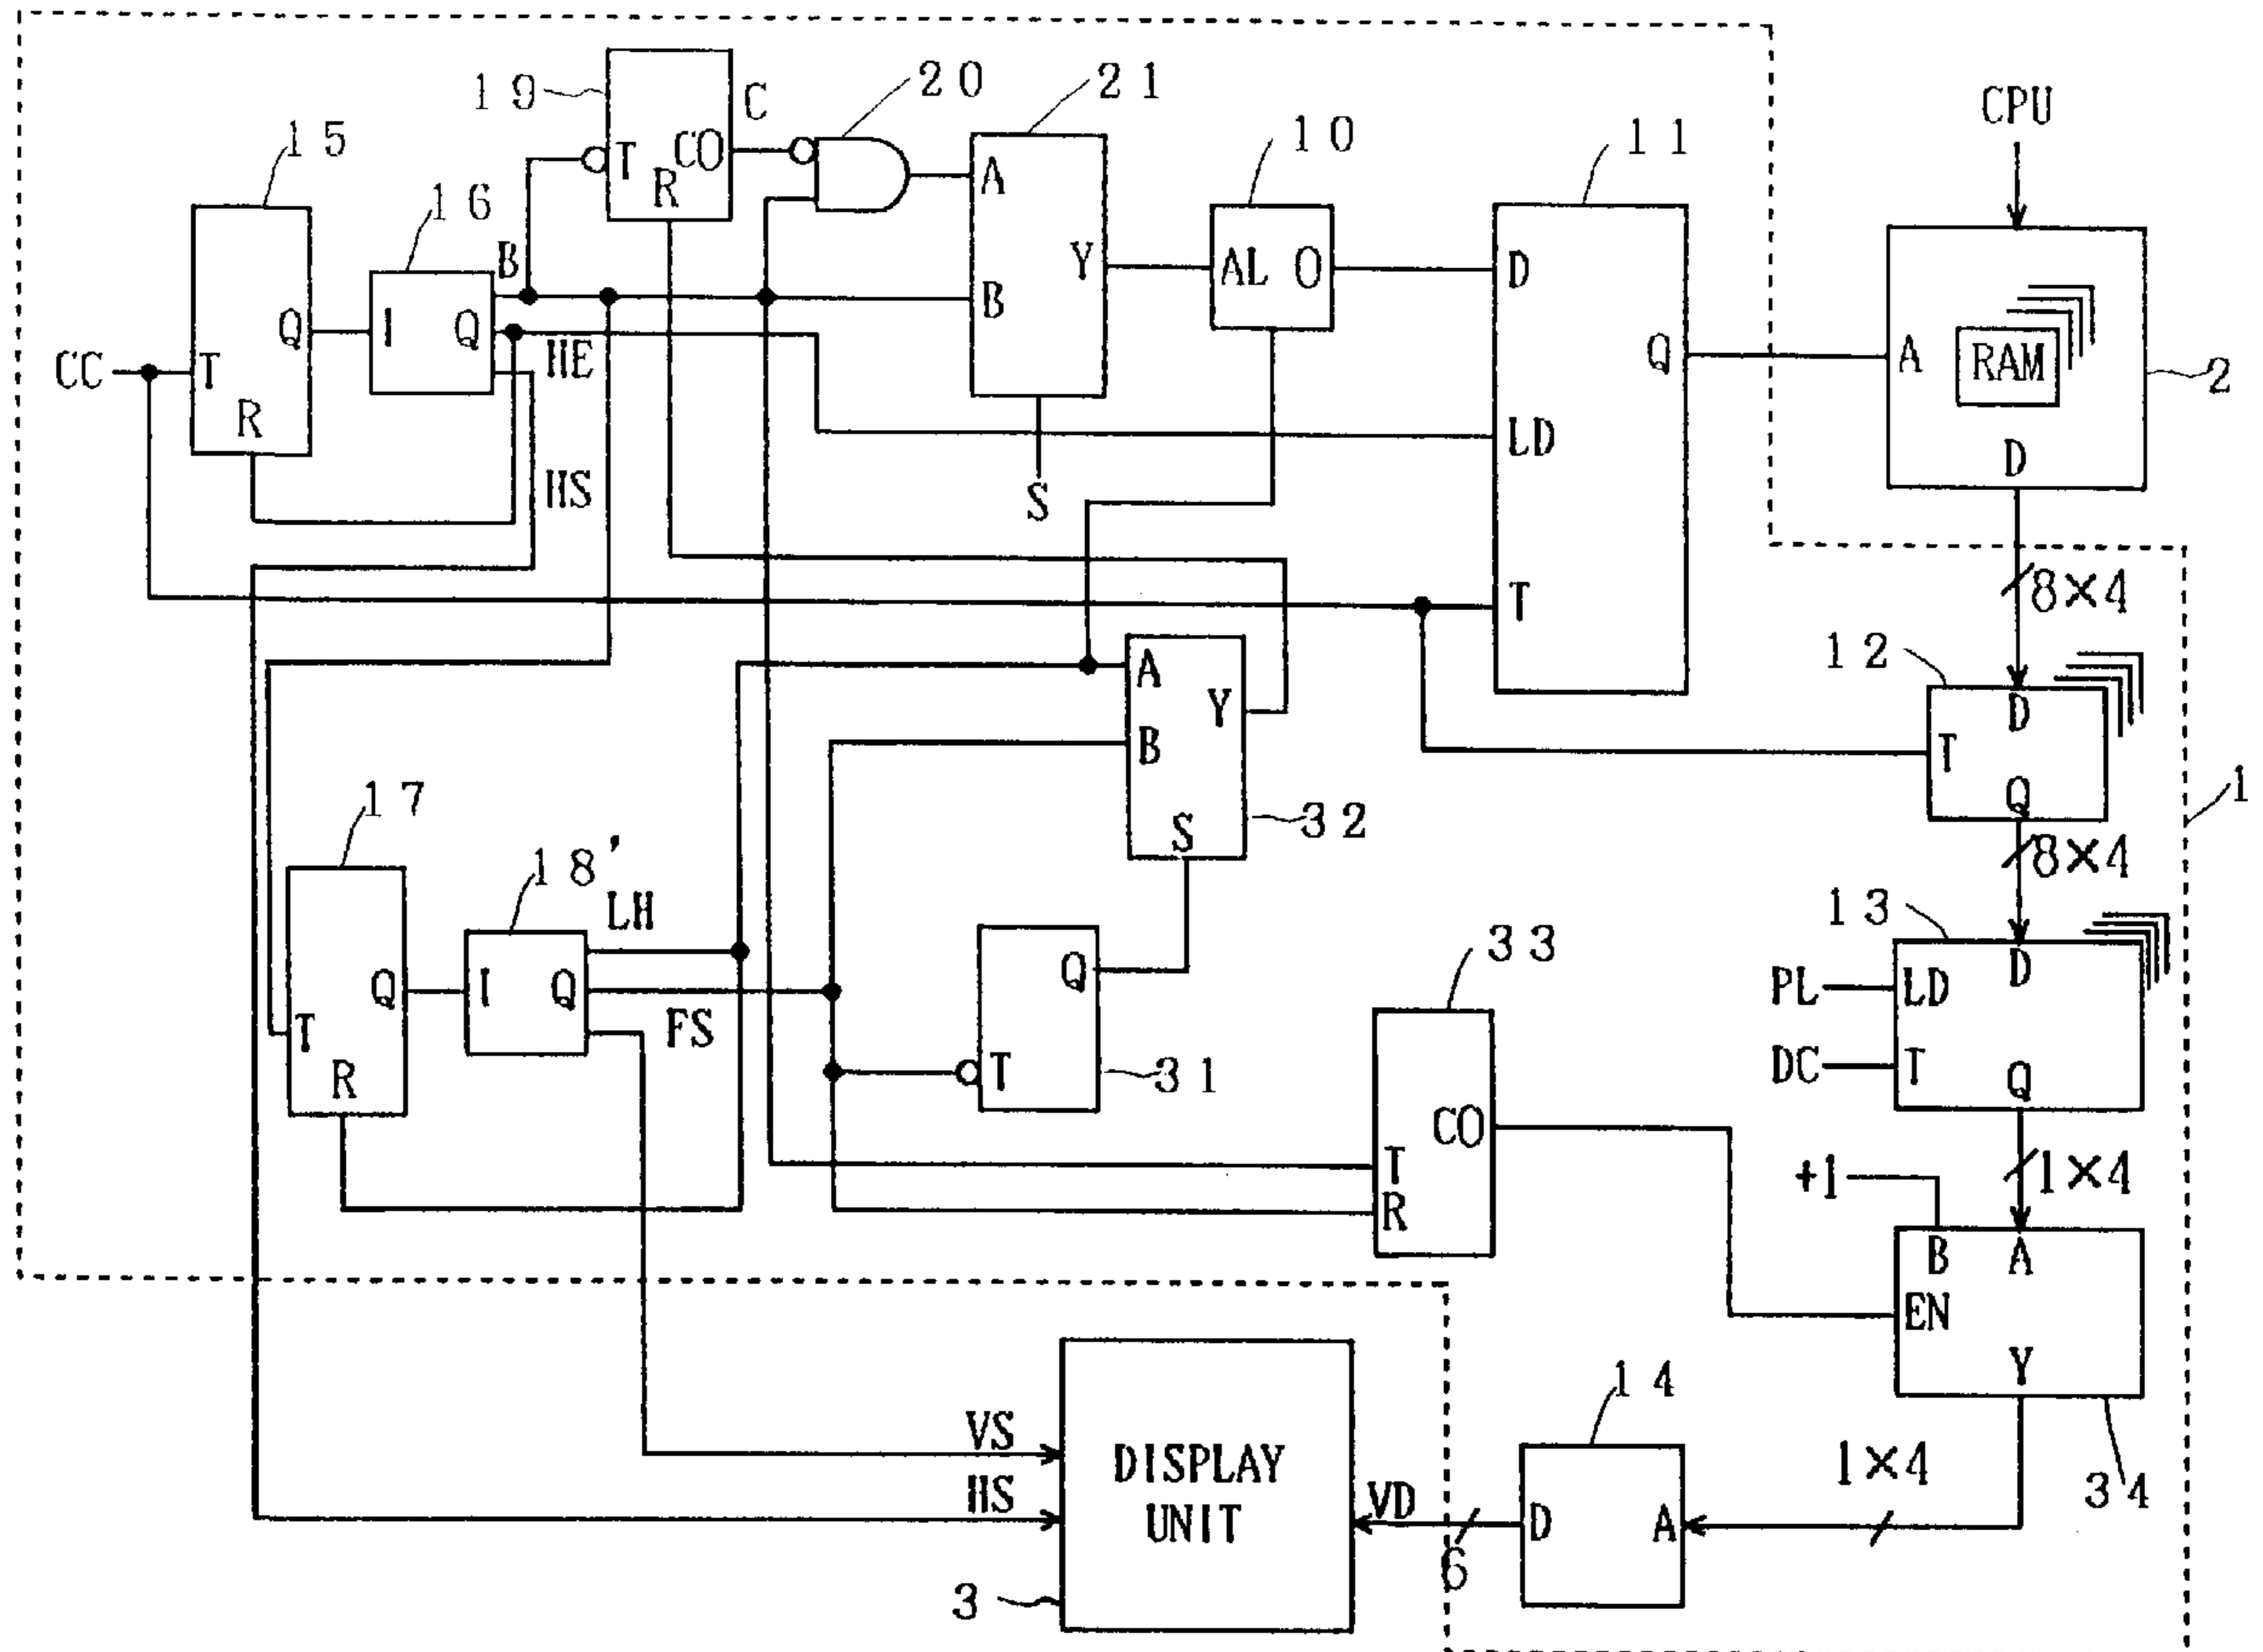 CPU
19
C
20
21
CO
T
R
A
10
11
15
16
B
Y
AL O
D
Q
I
Q
B
A
RAM
2
CC
T
HE
R
LD
D
HS
S
T
8×4
12
A
Y
D
B
T
17
Q
1
S
32
8×4
18'
LH
13
33
D
Q
I
Q
Q
PL
LD
FS
T
T
31
DC
T
Q
R
CO
T
+1
1×4
R
B
A
EN
Y
14
VS
DISPLAY
1×4
34
HS
UNIT
VD
D
A
6
3